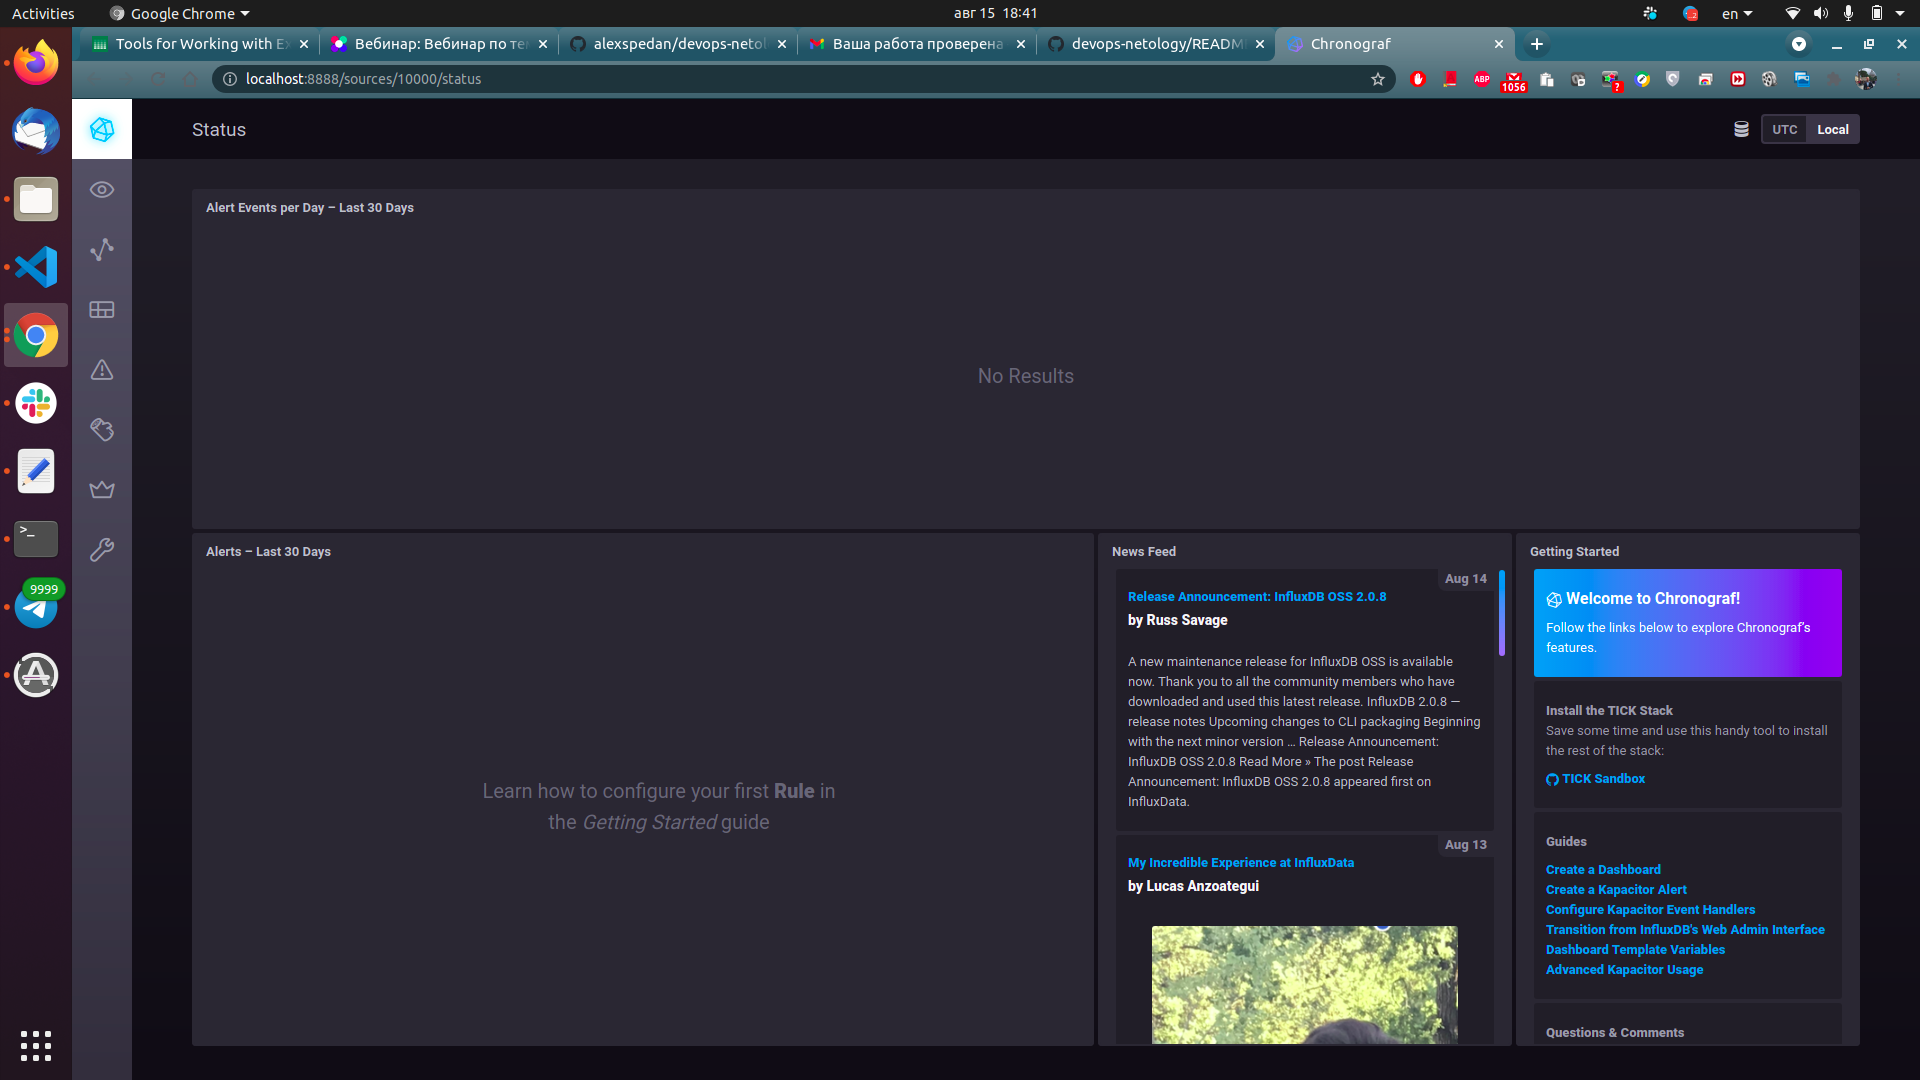 Activities
Google Chrome
авг 15 18:41
en
Tools for Working with Ex
Вебинар: Вебинар по те
alexspedan/devops-netol
Ваша работа проверена
devops-netology/READM
Chronograf
localhost:8888/sources/10000/status
ABP
1056
?
Status
UTC
Local
Alert Events per Day – Last 30 Days
No Results
Alerts – Last 30 Days
Learn how to configure your first Rule in
the Getting Started guide
News Feed
Aug 14
Release Announcement: InfluxDB OSS 2.0.8
by Russ Savage
A new maintenance release for InfluxDB OSS is available
now. Thank you to all the community members who have
downloaded and used this latest release. InfluxDB 2.0.8 —
release notes Upcoming changes to CLI packaging Beginning
with the next minor version … Release Announcement:
InfluxDB OSS 2.0.8 Read More » The post Release
Announcement: InfluxDB OSS 2.0.8 appeared first on
InfluxData.
Aug 13
My Incredible Experience at InfluxData
by Lucas Anzoategui
Getting Started
Welcome to Chronograf!
Follow the links below to explore Chronograf's
features.
Install the TICK Stack
Save some time and use this handy tool to install
the rest of the stack:
TICK Sandbox
Guides
Create a Dashboard
Create a Kapacitor Alert
Configure Kapacitor Event Handlers
Transition from InfluxDB's Web Admin Interface
Dashboard Template Variables
Advanced Kapacitor Usage
Questions & Comments
>_
9999